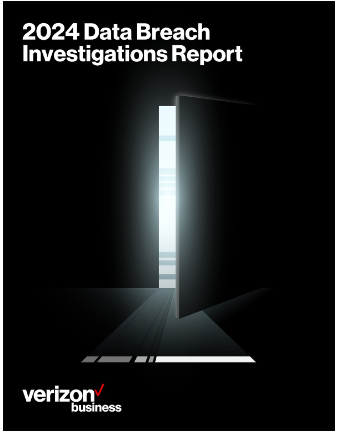 2024 Data Breach
Investigations Report
verizon
business